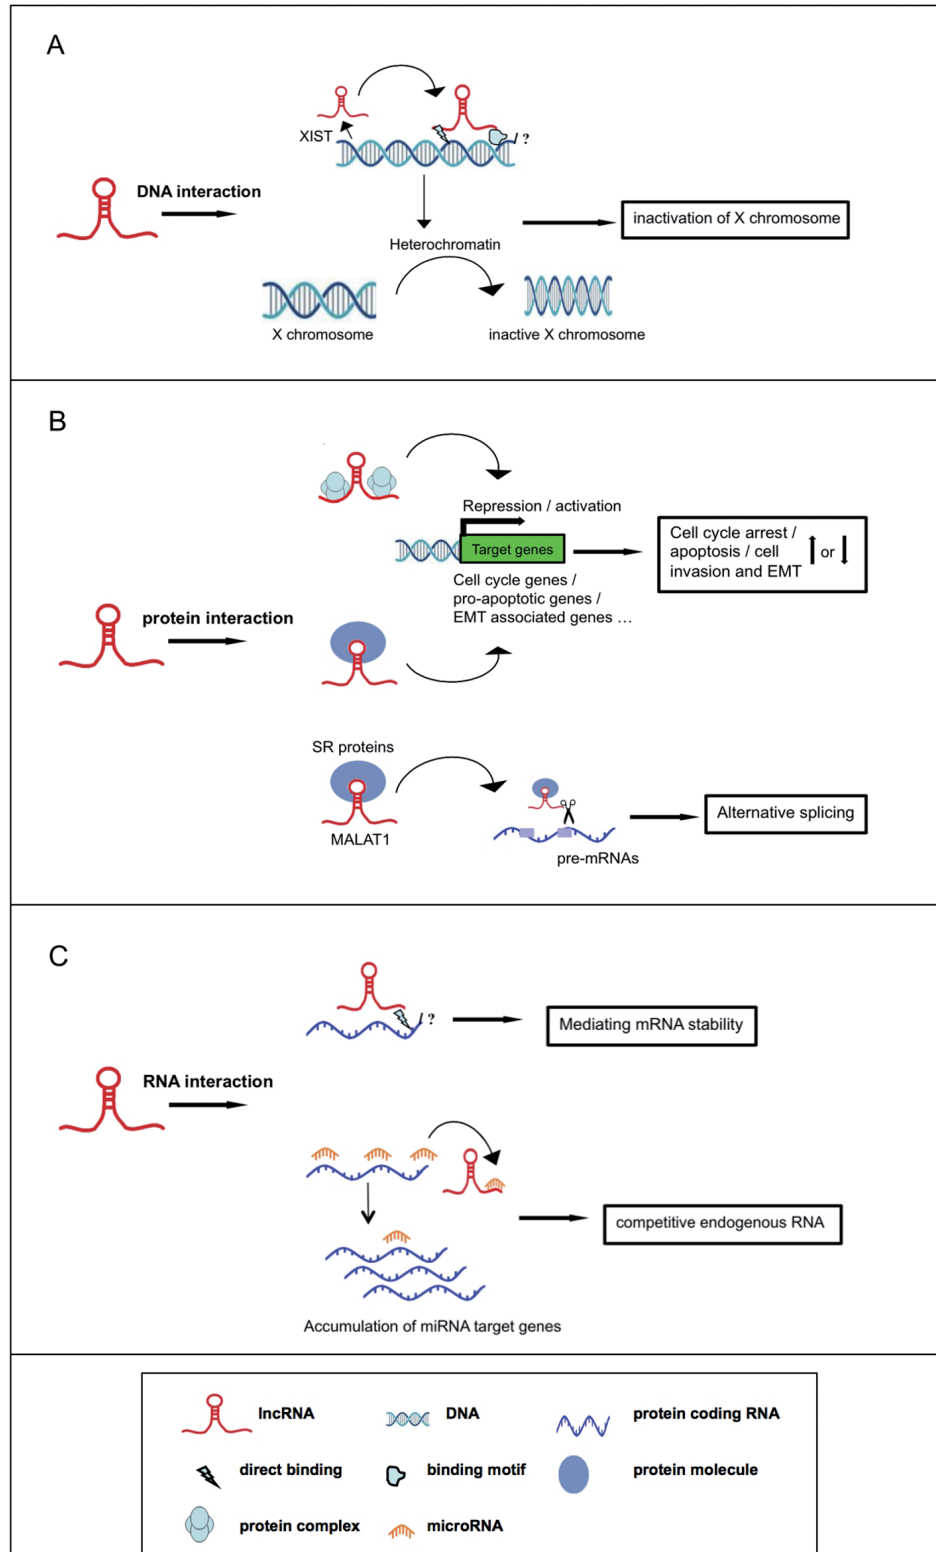 A
XIST
/ ?
DNA interaction
inactivation of X chromosome
Heterochromatin
X chromosome
inactive X chromosome
B
Repression / activation
Target genes
Cell cycle genes /
pro-apoptotic genes /
EMT associated genes ...
Cell cycle arrest /
apoptosis / cell
invasion and EMT
or
protein interaction
SR proteins
MALAT1
pre-mRNAs
Alternative splicing
C
/ ?
Mediating mRNA stability
RNA interaction
competitive endogenous RNA
Accumulation of miRNA target genes
lncRNA
DNA
protein coding RNA
direct binding
binding motif
protein molecule
protein complex
microRNA